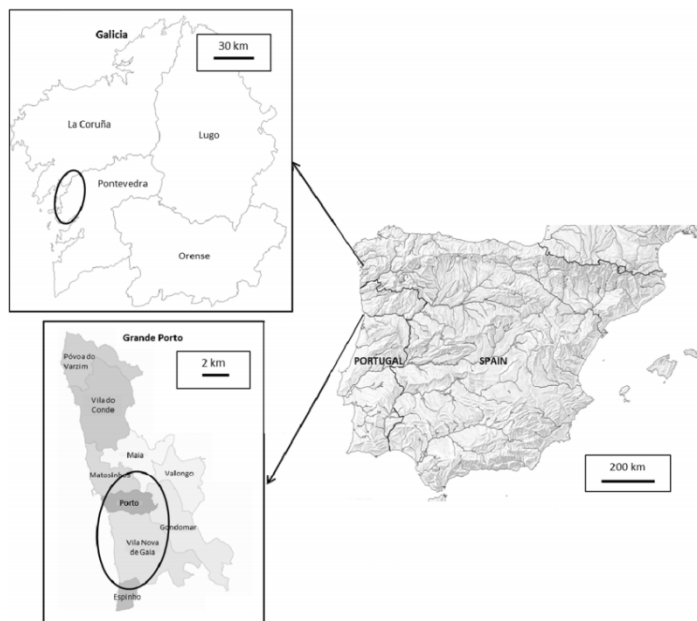 Galicia
30 km
La Coruña
Lugo
Pontevedra
Orense
Grande Porto
2 km
Póvoa do
Varzim
Vila do
Conde
Maia
Matosinhos
Valongo
Porto
Gondomar
Vila Nova
de Gaia
Espinho
PORTUGAL
SPAIN
200 km